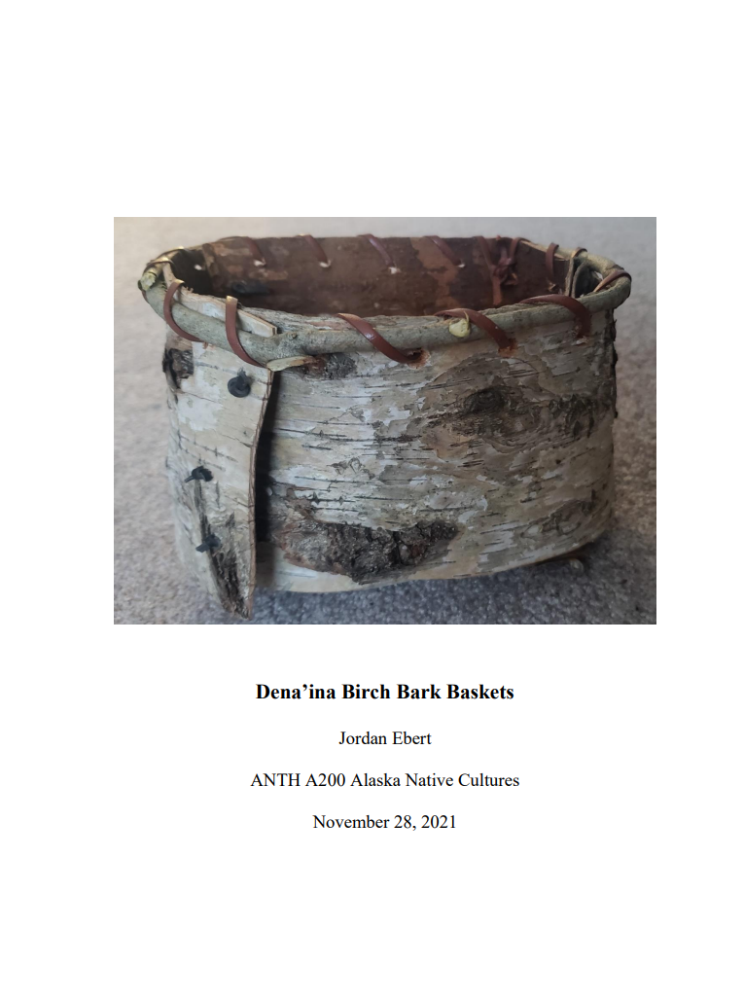 Dena’ina Birch Bark Baskets
Jordan Ebert
ANTH A200 Alaska Native Cultures
November 28, 2021